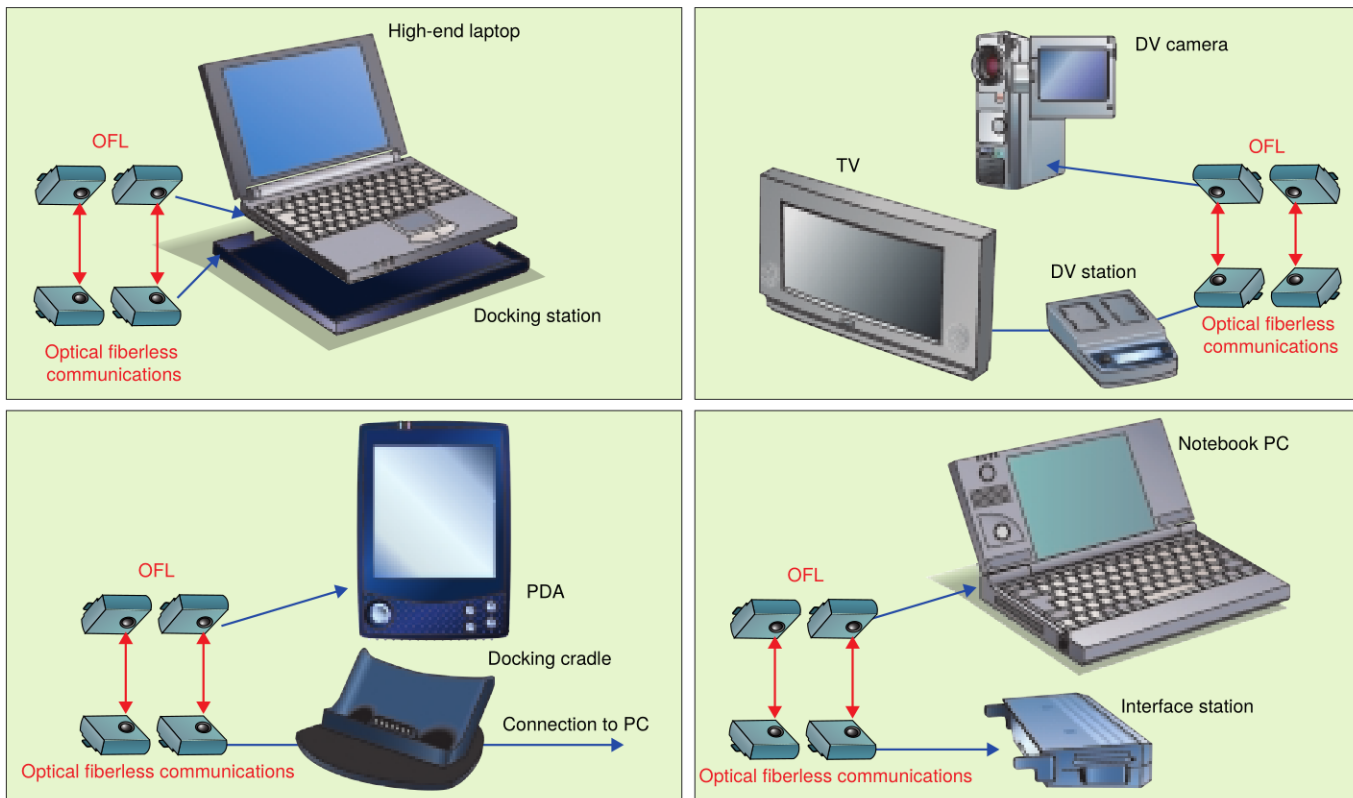 High-end laptop
OFL
Docking station
Optical fiberless
communications
DV camera
OFL
TV
DV station
Optical fiberless
communications
OFL
PDA
Docking cradle
Connection to PC
Optical fiberless communications
Notebook PC
OFL
Interface station
Optical fiberless communications